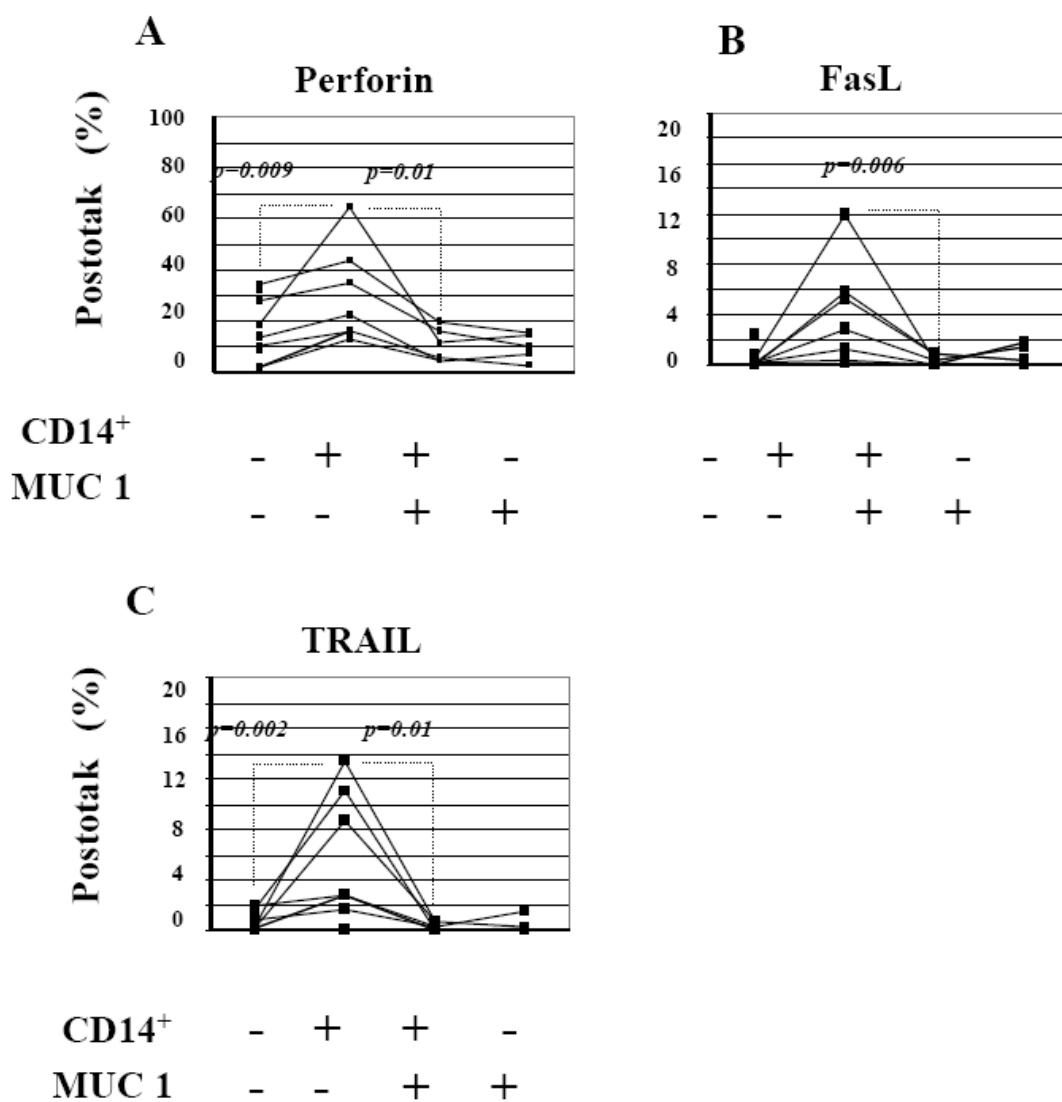 A
Perforin
Postotak (%)
100
80
60
40
20
0
p=0.009
p=0.01
B
FasL
20
16
12
8
4
0
p=0.006
CD14+ - + + - - + + -
MUC 1 - - + + - - + +
C
TRAIL
Postotak (%)
20
16
12
8
4
0
p=0.002
p=0.01
CD14+ - + + -
MUC 1 - - + +